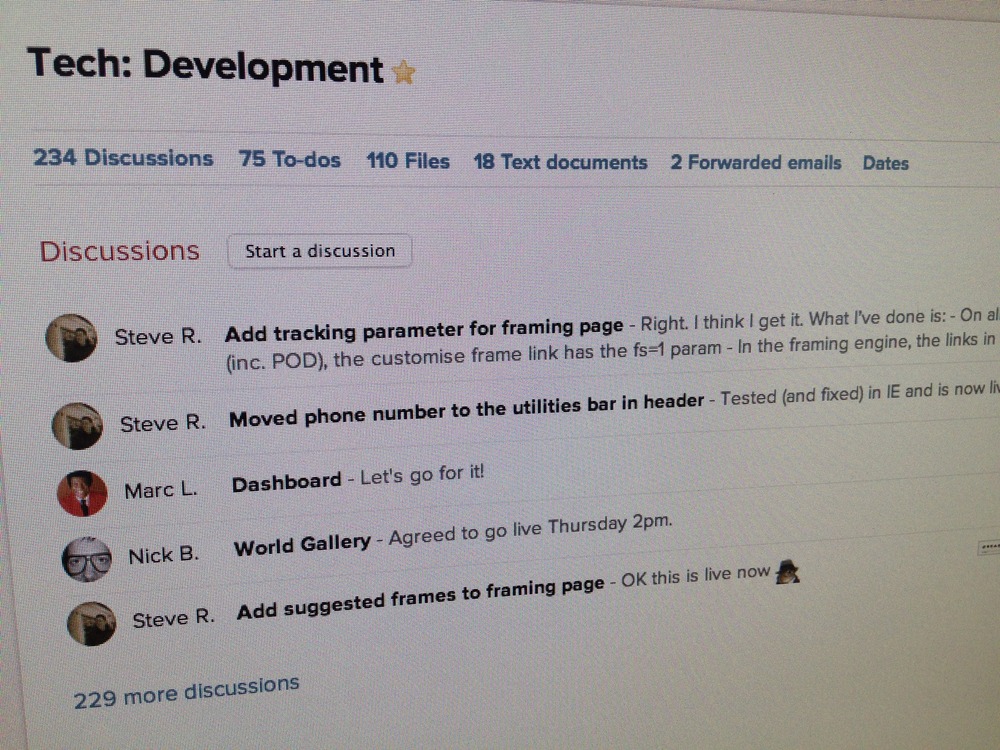 Tech: Development
234 Discussions 75 To-dos 110 Files 18 Text documents 2 Forwarded emails Dates
Discussions Start a discussion
Steve R. Add tracking parameter for framing page - Right. I think I get it. What I've done is: - On al
(inc. POD), the customise frame link has the fs=1 param - In the framing engine, the links in
Steve R. Moved phone number to the utilities bar in header - Tested (and fixed) in IE and is now liv
Marc L. Dashboard - Let's go for it!
Nick B. World Gallery - Agreed to go live Thursday 2pm.
Steve R. Add suggested frames to framing page - OK this is live now
229 more discussions